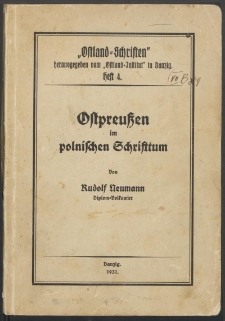 „Ostland-Schriften"
herausgegeben vom „Ostland-Institut" in Danzig.
Heft 4.
Ostpreußen
im
polnischen Schrifttum
Von
Rudolf Neumann
Diplom-Volkswirt
Danzig.
1931.